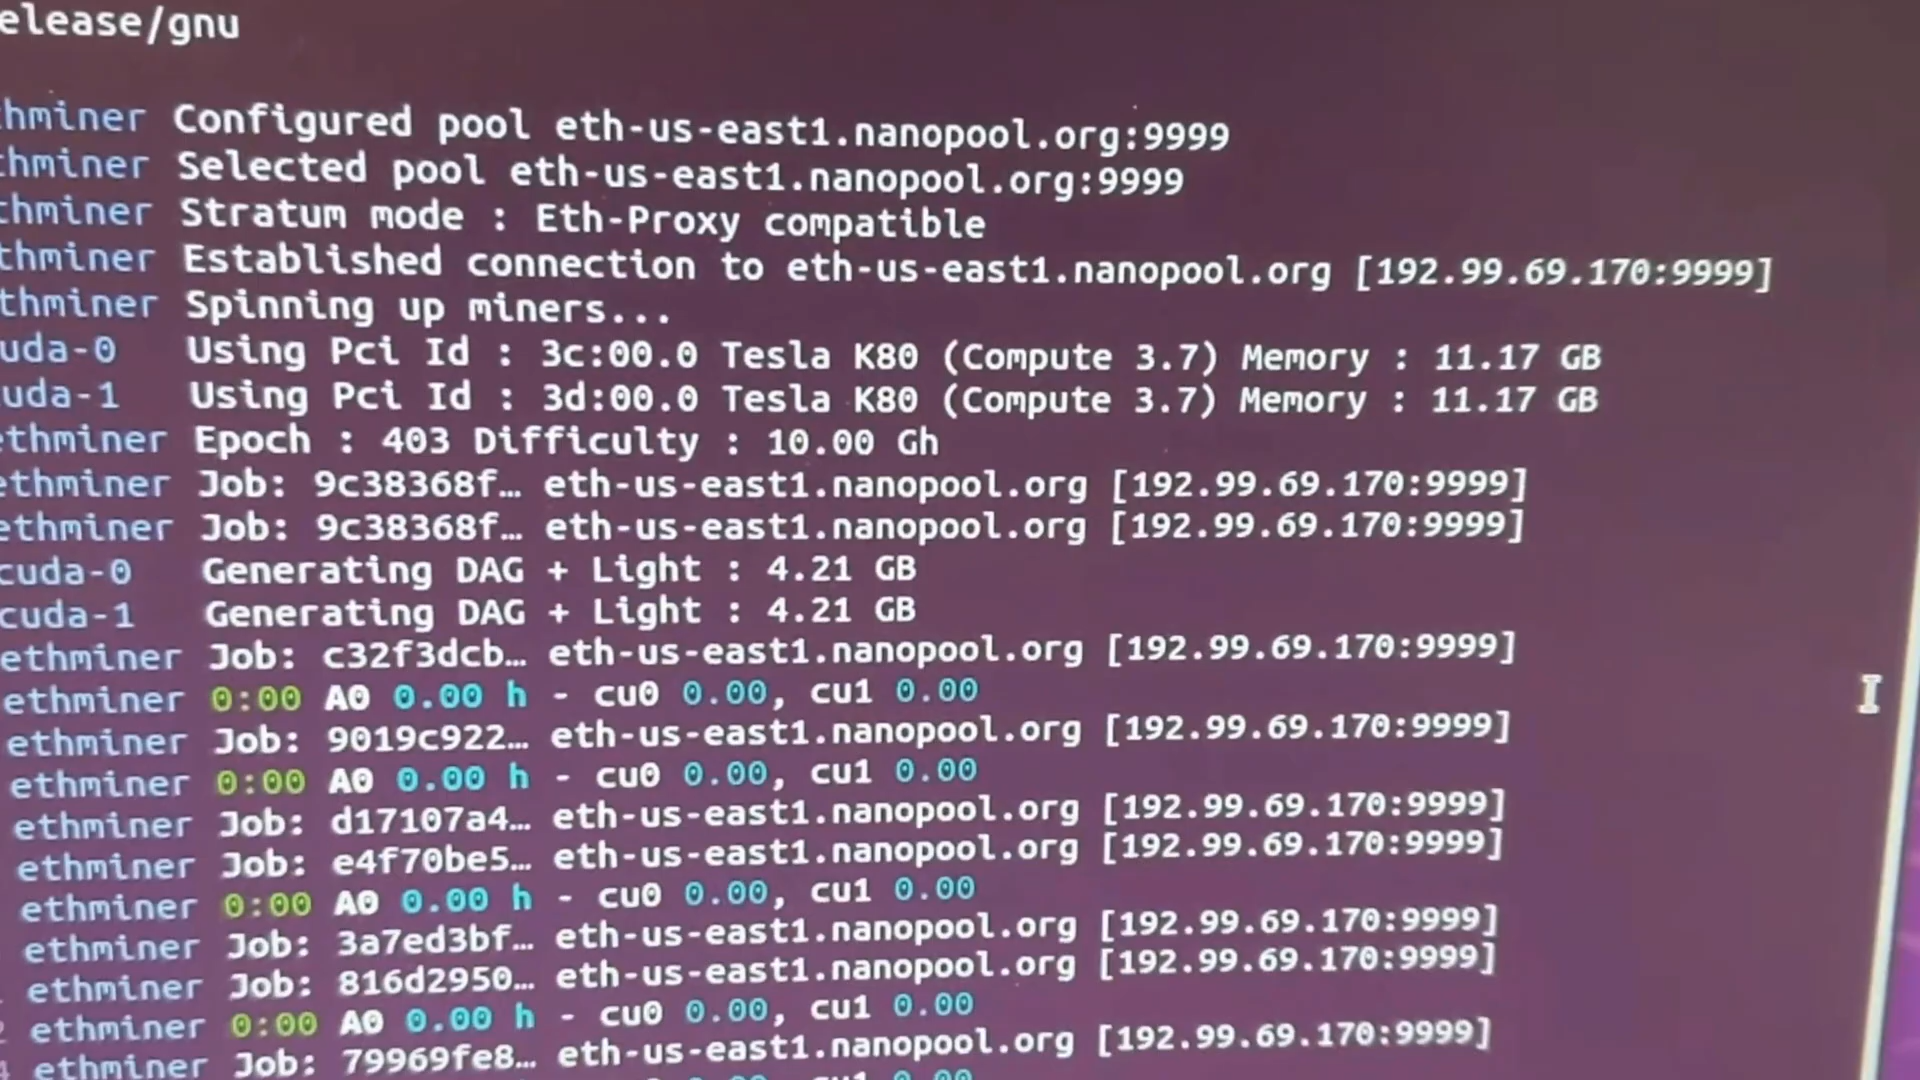 elease/gnu
hminer Configured pool eth-us-east1.nanopool.org:9999
thminer Selected pool eth-us-east1.nanopool.org:9999
thminer Stratum mode : Eth-Proxy compatible
thminer Established connection to eth-us-east1.nanopool.org [192.99.69.170:9999]
thminer Spinning up miners...
uda-0 Using Pci Id : 3c:00.0 Tesla K80 (Compute 3.7) Memory : 11.17 GB
uda-1 Using Pci Id : 3d:00.0 Tesla K80 (Compute 3.7) Memory : 11.17 GB
ethminer Epoch : 403 Difficulty : 10.00 Gh
ethminer Job: 9c38368f… eth-us-east1.nanopool.org [192.99.69.170:9999]
ethminer Job: 9c38368f… eth-us-east1.nanopool.org [192.99.69.170:9999]
cuda-0 Generating DAG + Light : 4.21 GB
cuda-1 Generating DAG + Light : 4.21 GB
ethminer Job: c32f3dcb… eth-us-east1.nanopool.org [192.99.69.170:9999]
ethminer 0:00 A0 0.00 h - cu0 0.00, cu1 0.00
ethminer Job: 9019c922… eth-us-east1.nanopool.org [192.99.69.170:9999]
ethminer 0:00 A0 0.00 h - cu0 0.00, cu1 0.00
ethminer Job: d17107a4… eth-us-east1.nanopool.org [192.99.69.170:9999]
ethminer Job: e4f70be5… eth-us-east1.nanopool.org [192.99.69.170:9999]
ethminer 0:00 A0 0.00 h - cu0 0.00, cu1 0.00
ethminer Job: 3a7ed3bf… eth-us-east1.nanopool.org [192.99.69.170:9999]
ethminer Job: 816d2950… eth-us-east1.nanopool.org [192.99.69.170:9999]
ethminer 0:00 A0 0.00 h - cu0 0.00, cu1 0.00
ethminer Job: 79969fe8… eth-us-east1.nanopool.org [192.99.69.170:9999]